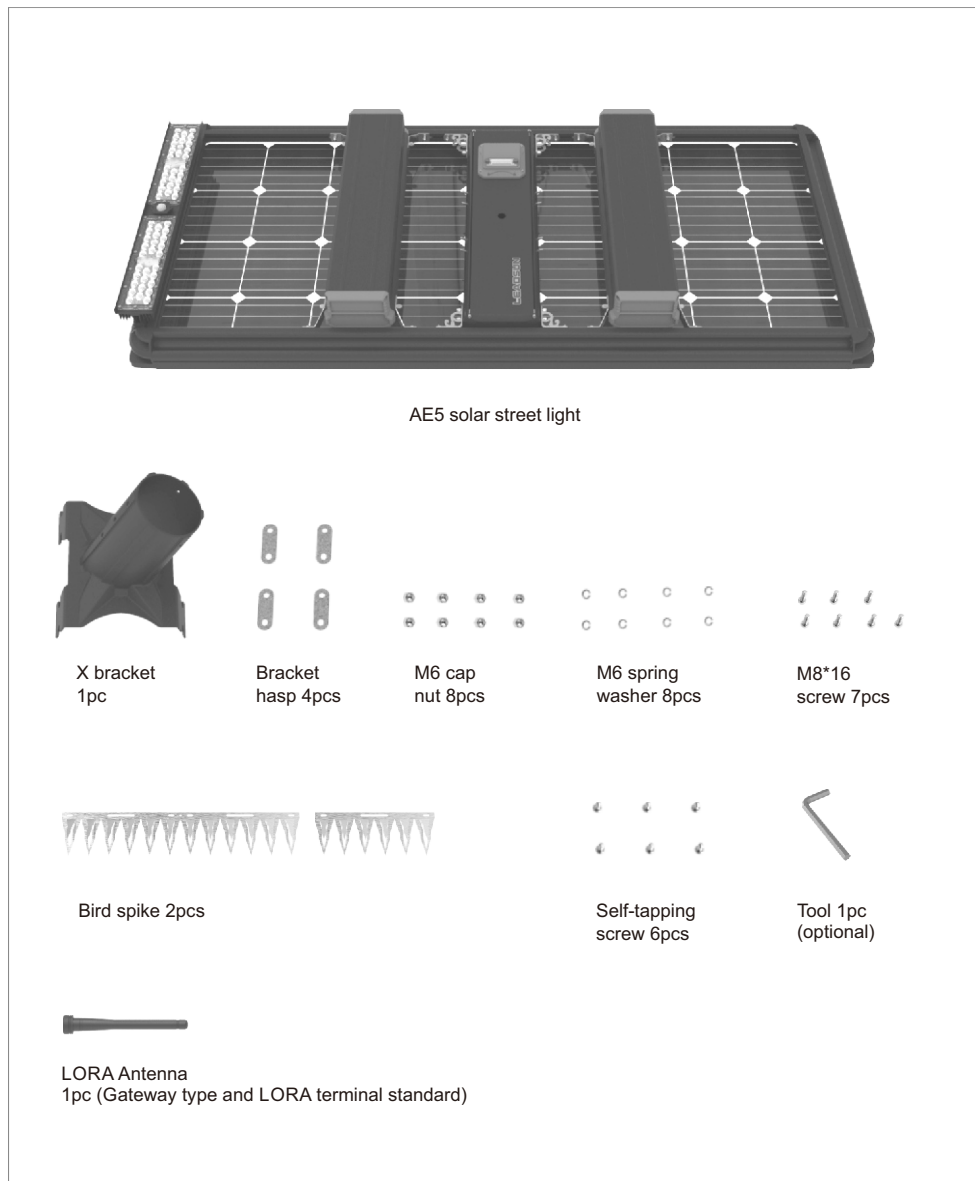 LEADSUN
AE5 solar street light
X bracket
1pc
Bracket
hasp 4pcs
M6 cap
nut 8pcs
M6 spring
washer 8pcs
M8*16
screw 7pcs
Bird spike 2pcs
Self-tapping
screw 6pcs
Tool 1pc
(optional)
LORA Antenna
1pc (Gateway type and LORA terminal standard)